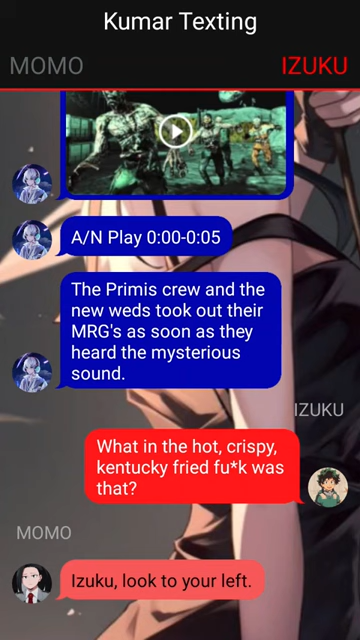 Kumar Texting
MOMO
IZUKU
A/N Play 0:00-0:05
The Primis crew and the
new weds took out their
MRG's as soon as they
heard the mysterious
sound.
IZUKU
What in the hot, crispy,
kentucky fried fu*k was
that?
MOMO
Izuku, look to your left.